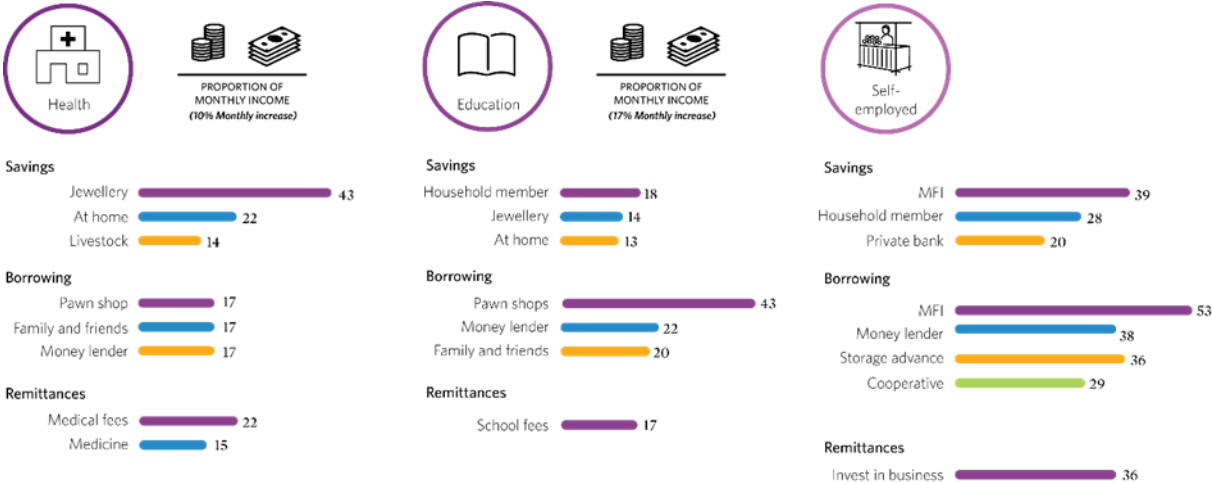 Health
PROPORTION OF
MONTHLY INCOME
(10% Monthly increase)
Savings
Jewellery 43
At home 22
Livestock 14
Borrowing
Pawn shop 17
Family and friends 17
Money lender 17
Remittances
Medical fees 22
Medicine 15
Education
PROPORTION OF
MONTHLY INCOME
(17% Monthly increase)
Savings
Household member 18
Jewellery 14
At home 13
Borrowing
Pawn shops 43
Money lender 22
Family and friends 20
Remittances
School fees 17
Self-
employed
Savings
MFI 39
Household member 28
Private bank 20
Borrowing
MFI 53
Money lender 38
Storage advance 36
Cooperative 29
Remittances
Invest in business 36